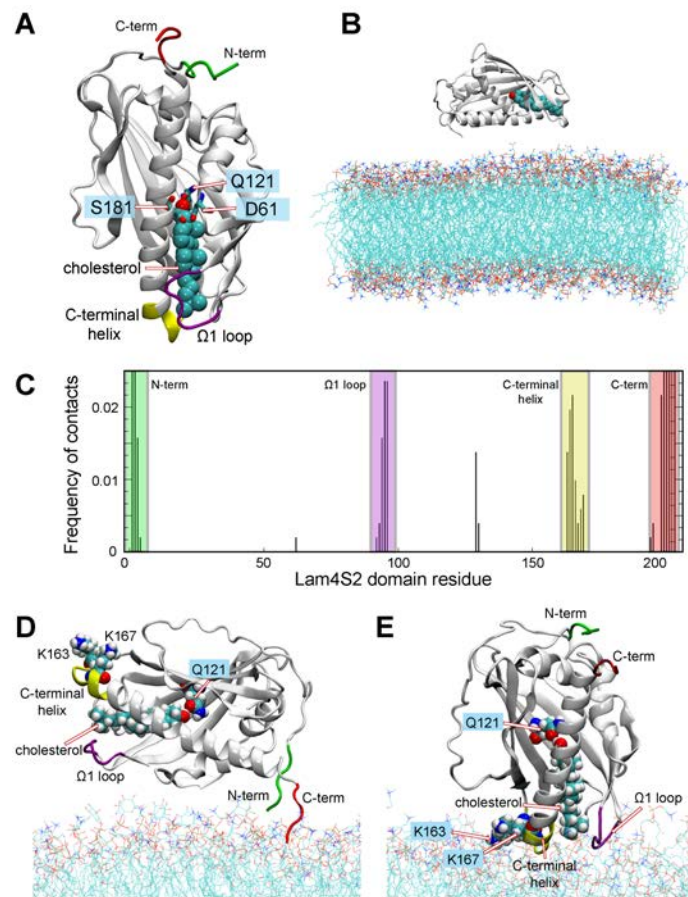 A
C-term
N-term
Q121
S181
D61
cholesterol
C-terminal
helix
Ω1 loop
B
C
Frequency of contacts
0.02
0.01
0
N-term
Ω1 loop
C-terminal
helix
C-term
0
50
100
150
200
Lam4S2 domain residue
D
K163
K167
Q121
C-terminal
helix
cholesterol
Ω1 loop
N-term
C-term
E
N-term
C-term
Q121
cholesterol
Ω1 loop
K163
K167
C-terminal
helix